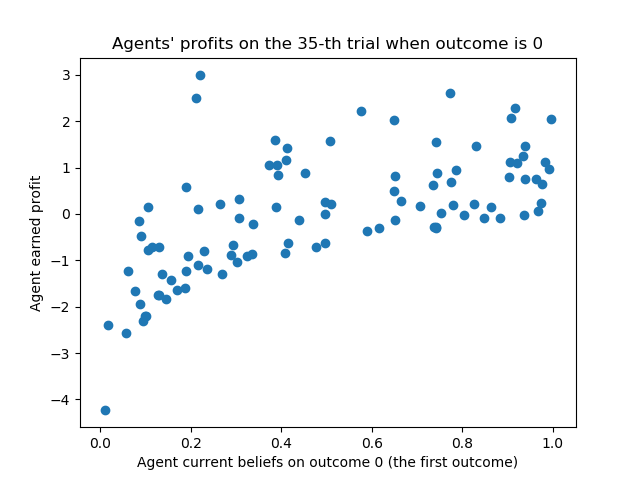 Agents' profits on the 35-th trial when outcome is 0
3
2
1
0
−1
−2
−3
−4
Agent earned profit
0.0 0.2 0.4 0.6 0.8 1.0
Agent current beliefs on outcome 0 (the first outcome)